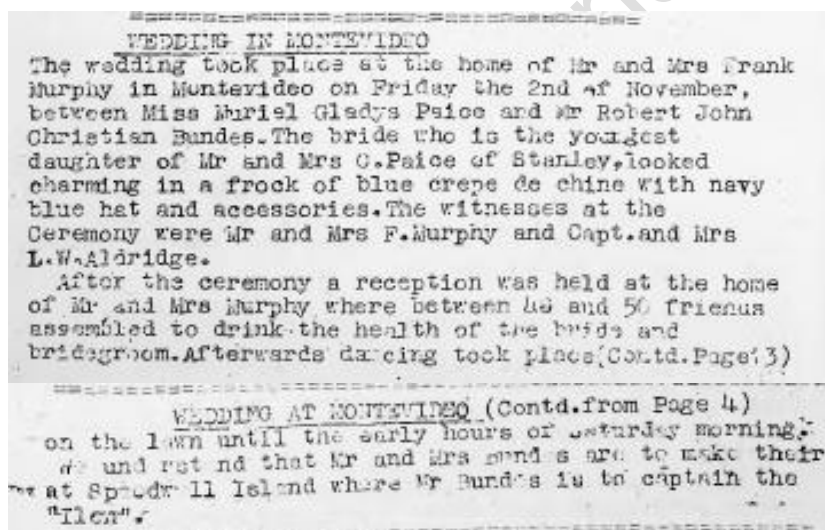 WEDDING IN MONTEVIDEO
The wedding took place at the home of Mr and Mrs Frank
Murphy in Montevideo on Friday the 2nd of November,
between Miss Muriel Gladys Paice and Mr Robert John
Christian Bundes.The bride who is the youngest
daughter of Mr and Mrs C.Paice of Stanley,looked
charming in a frock of blue crepe de chine with navy
blue hat and accessories.The witnesses at the
Ceremony were Mr and Mrs F.Murphy and Capt.and Mrs
L.W.Aldridge.
After the ceremony a reception was held at the home
of Mr and Mrs Murphy where between 40 and 50 friends
assembled to drink the health of the bride and
bridegroom.Afterwards dancing took place(Contd.Page 3)
WEDDING AT MONTEVIDEO (Contd.from Page 4)
on the lawn until the early hours of Saturday morning.
We understand that Mr and Mrs Bundes are to make their
at Speedwell Island where Mr Bundes is to captain the
"Ilen".